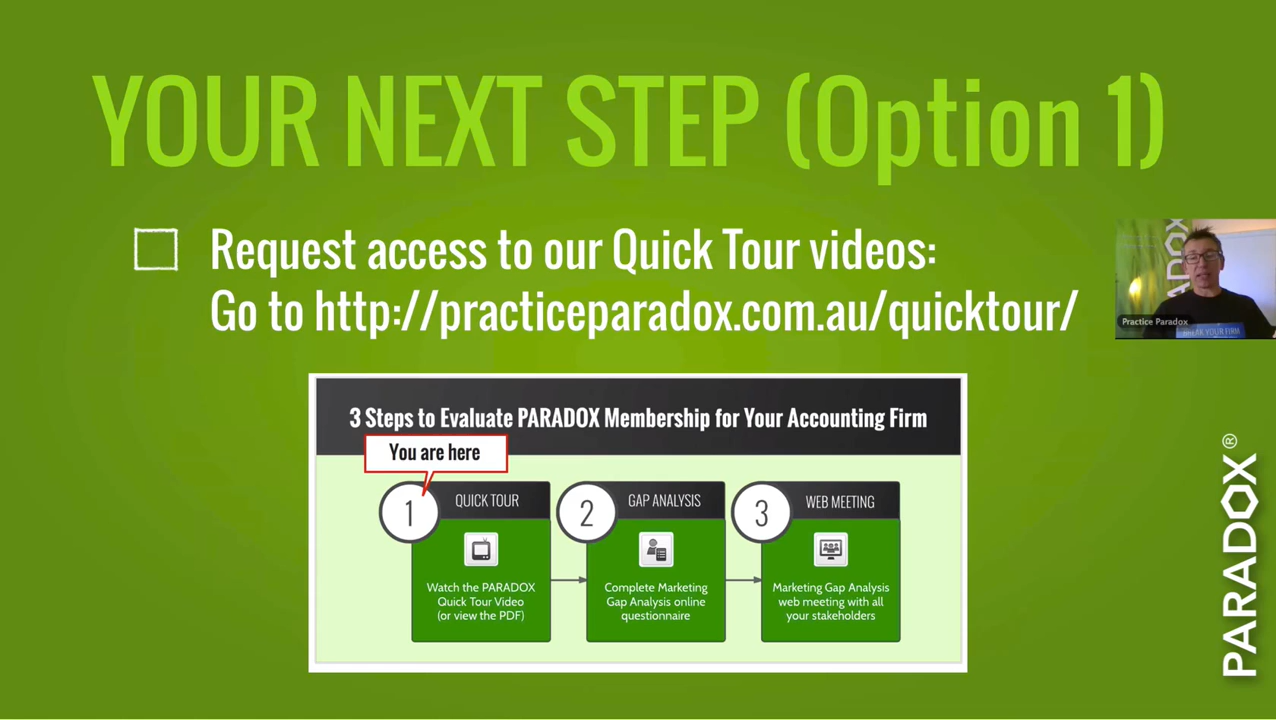 YOUR NEXT STEP (Option 1)
Request access to our Quick Tour videos:
Go to http://practiceparadox.com.au/quicktour/
3 Steps to Evaluate PARADOX Membership for Your Accounting Firm
You are here
1
QUICK TOUR
Watch the PARADOX
Quick Tour Video
(or view the PDF)
2
GAP ANALYSIS
Complete Marketing
Gap Analysis online
questionnaire
3
WEB MEETING
Marketing Gap Analysis
web meeting with all
your stakeholders
Practice Paradox
BREAK YOUR FIRM
PARADOX®